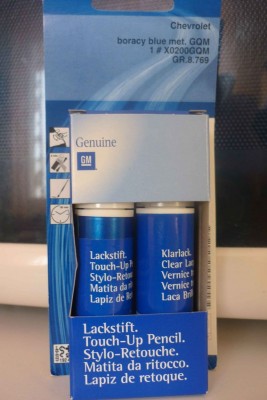 Chevrolet
boracy blue met. GQM
1 # X0200GQM
GR.8.769
Genuine
GM
Lackstift.
Touch-Up
Stylo-Retou
Matita da
Lapiz de
Klarlack.
Clear
Vernice
Vernice
Laca
Lackstift.
Touch-Up Pencil.
Stylo-Retouche.
Matita da ritocco.
Lapiz de retoque.